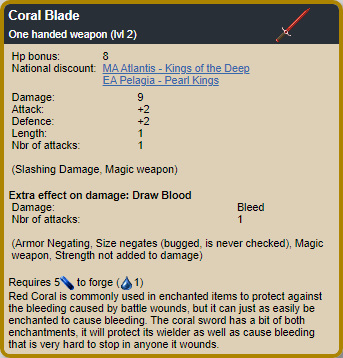 Coral Blade
One handed weapon (lvl 2)
Hp bonus: 8
National discount: MA Atlantis - Kings of the Deep
EA Pelagia - Pearl Kings
Damage: 9
Attack: +2
Defence: +2
Length: 1
Nbr of attacks: 1
(Slashing Damage, Magic weapon)
Extra effect on damage: Draw Blood
Damage: Bleed
Nbr of attacks: 1
(Armor Negating, Size negates (bugged, is never checked), Magic
weapon, Strength not added to damage)
Requires 5 to forge (1)
Red Coral is commonly used in enchanted items to protect against
the bleeding caused by battle wounds, but it can just as easily be
enchanted to cause bleeding. The coral sword has a bit of both
enchantments, it will protect its wielder as well as cause bleeding
that is very hard to stop in anyone it wounds.